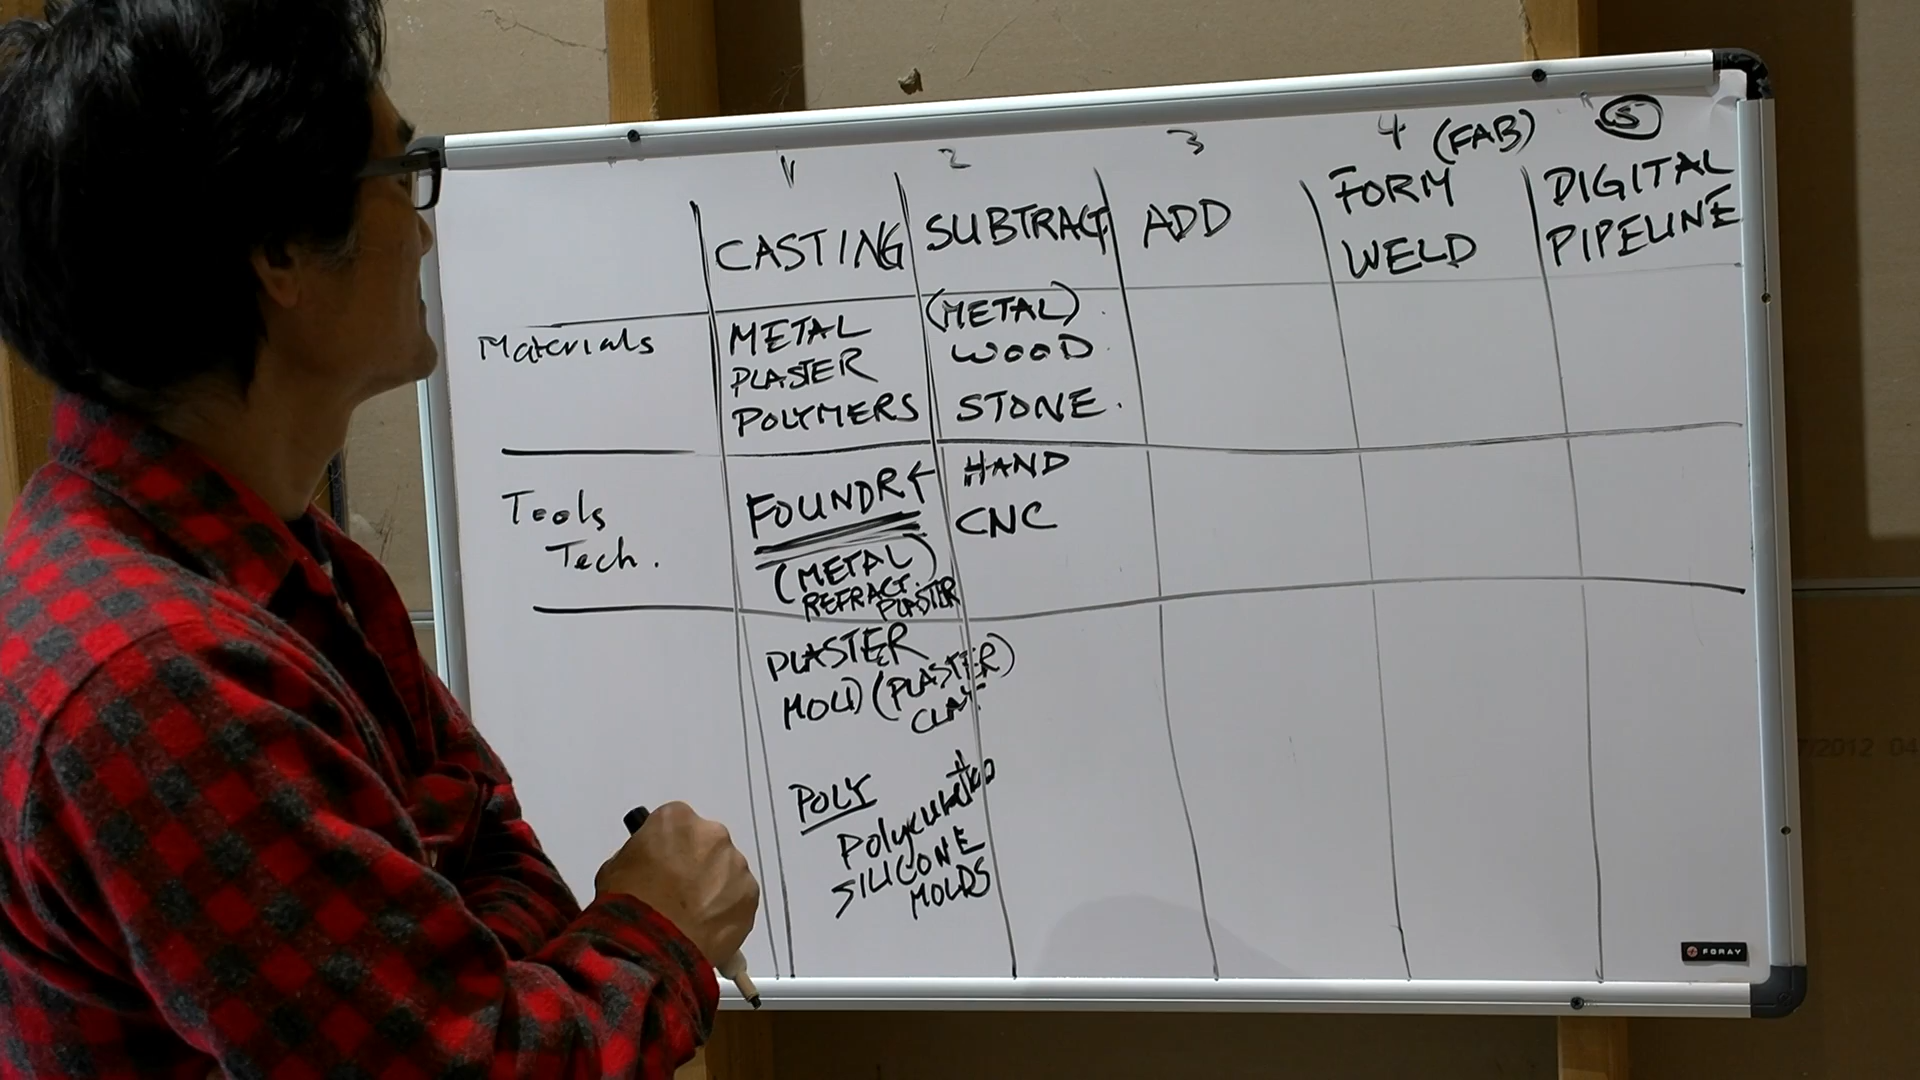 1
2
3
4 (FAB)
5
CASTING
SUBTRACT
ADD
FORM
WELD
DIGITAL
PIPELINE
Materials
METAL
PLASTER
POLYMERS
(METAL)
WOOD
STONE
Tools
Tech.
FOUNDRY
(METAL)
REFRACT.
PLASTER
HAND
CNC
PLASTER
MOLD (PLASTER)
CLAY
POLY
SILICONE
MOLDS
FORAY